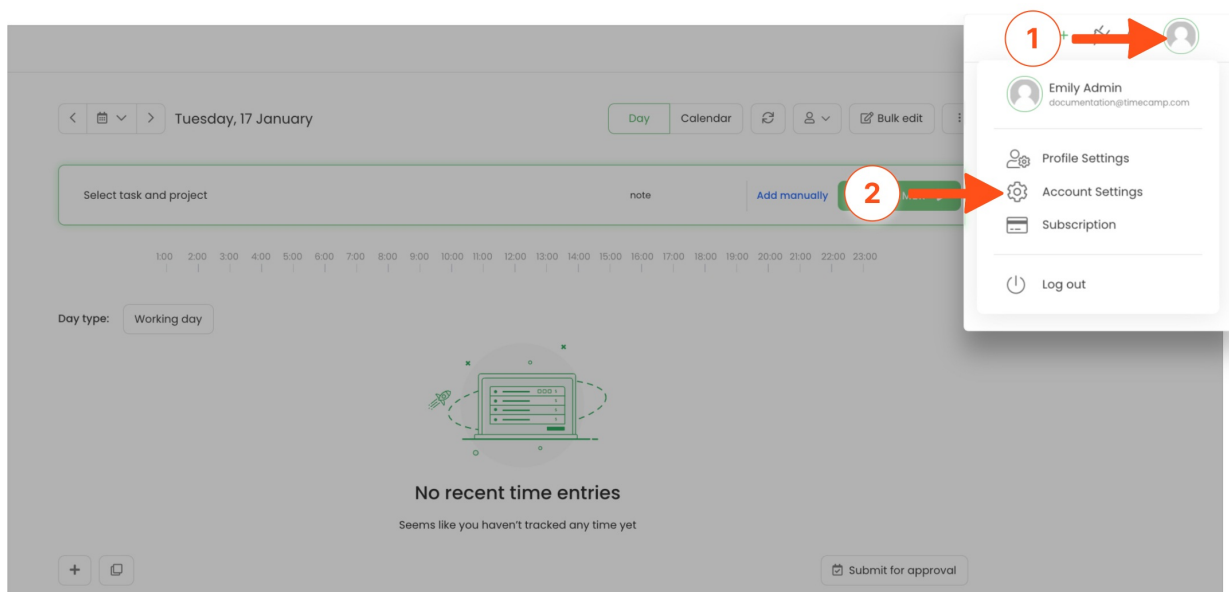 1
Emily Admin
documentation@timecamp.com
Tuesday, 17 January
Day Calendar
Bulk edit
Profile Settings
Select task and project
note
Add manually
2
Account Settings
Subscription
1:00 2:00 3:00 4:00 5:00 6:00 7:00 8:00 9:00 10:00 11:00 12:00 13:00 14:00 15:00 16:00 17:00 18:00 19:00 20:00 21:00 22:00 23:00
Log out
Day type: Working day
No recent time entries
Seems like you haven't tracked any time yet
Submit for approval